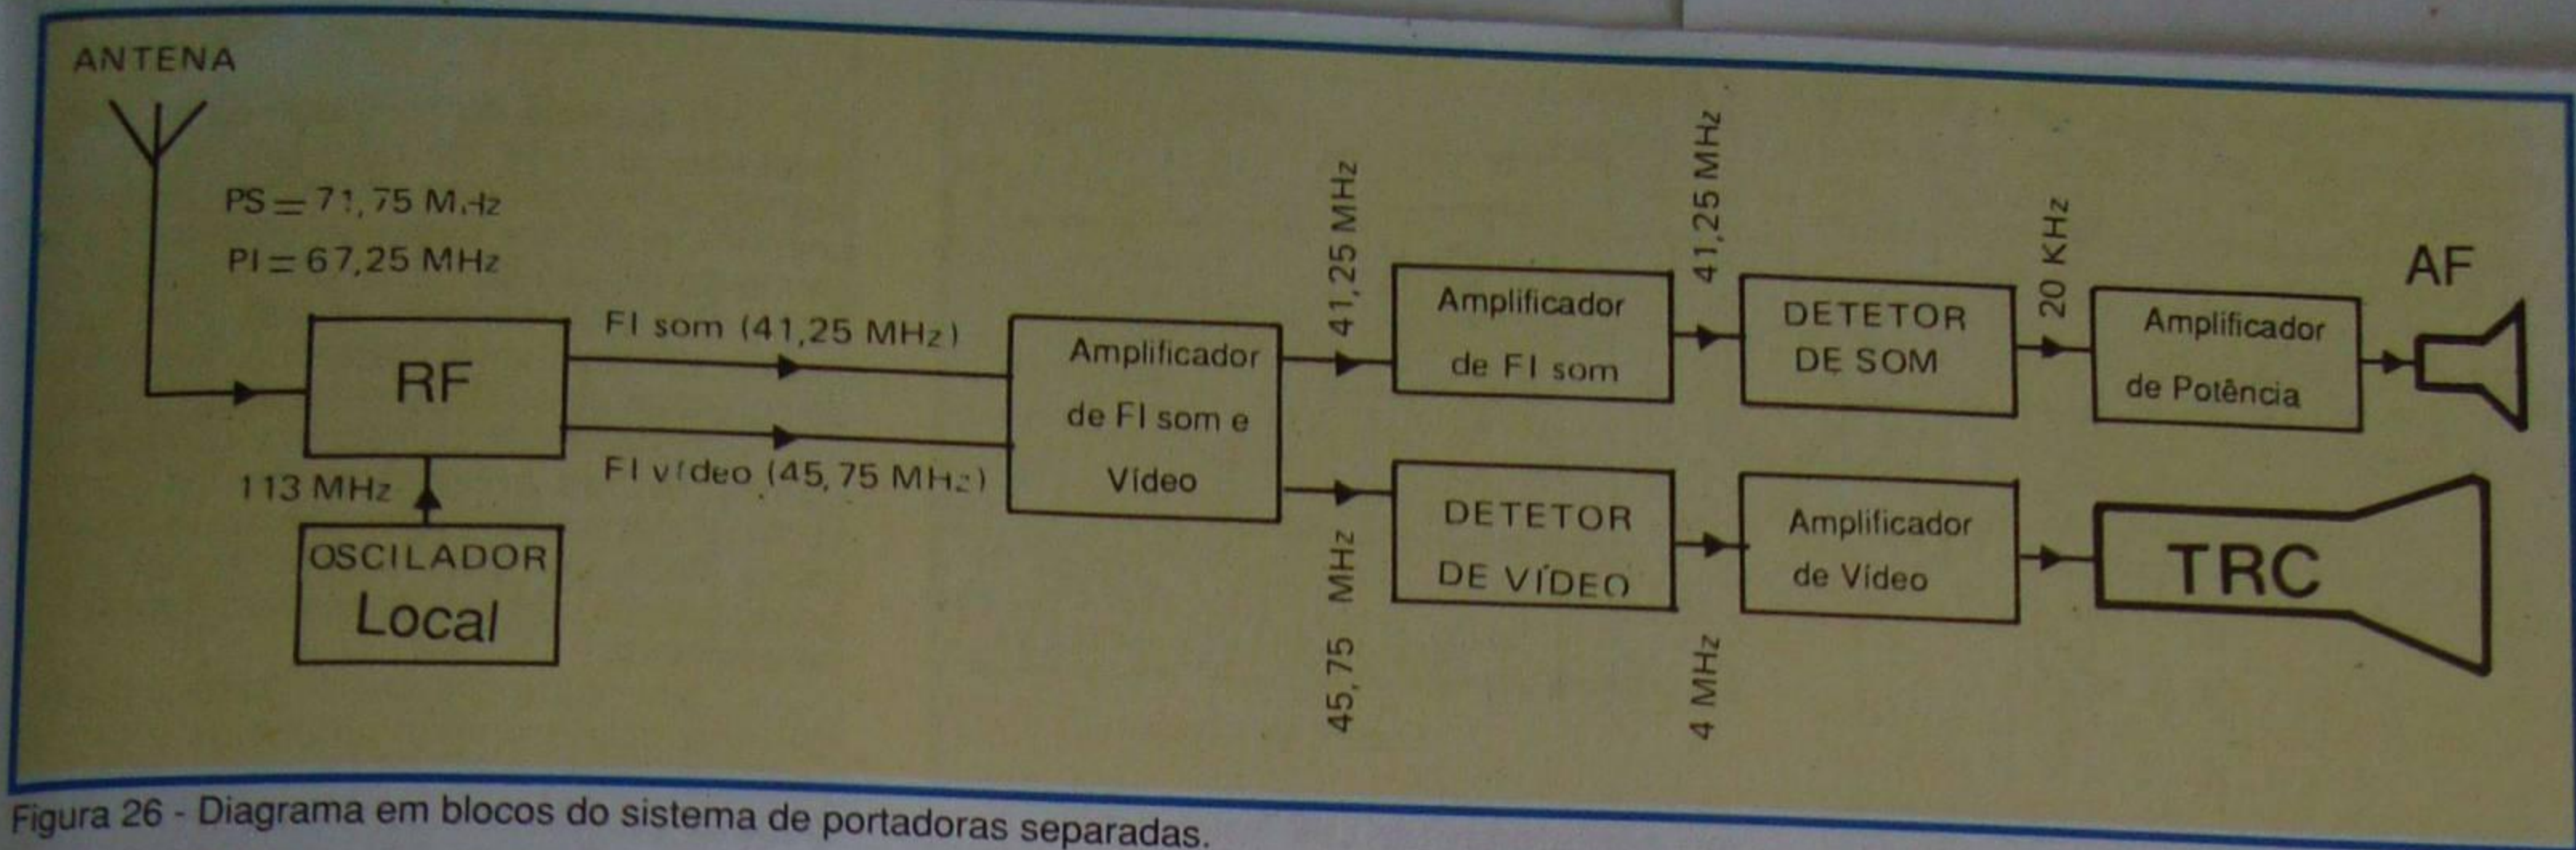 ANTENA
PS = 71,75 MHz
PI = 67,25 MHz
RF
113 MHz
OSCILADOR
Local
FI som (41,25 MHz)
FI vídeo (45,75 MHz)
Amplificador
de FI som e
Vídeo
41,25 MHz
45,75 MHz
Amplificador
de FI som
41,25 MHz
DETETOR
DE SOM
20 KHz
Amplificador
de Potência
AF
DETETOR
DE VÍDEO
4 MHz
Amplificador
de Vídeo
TRC
Figura 26 - Diagrama em blocos do sistema de portadoras separadas.